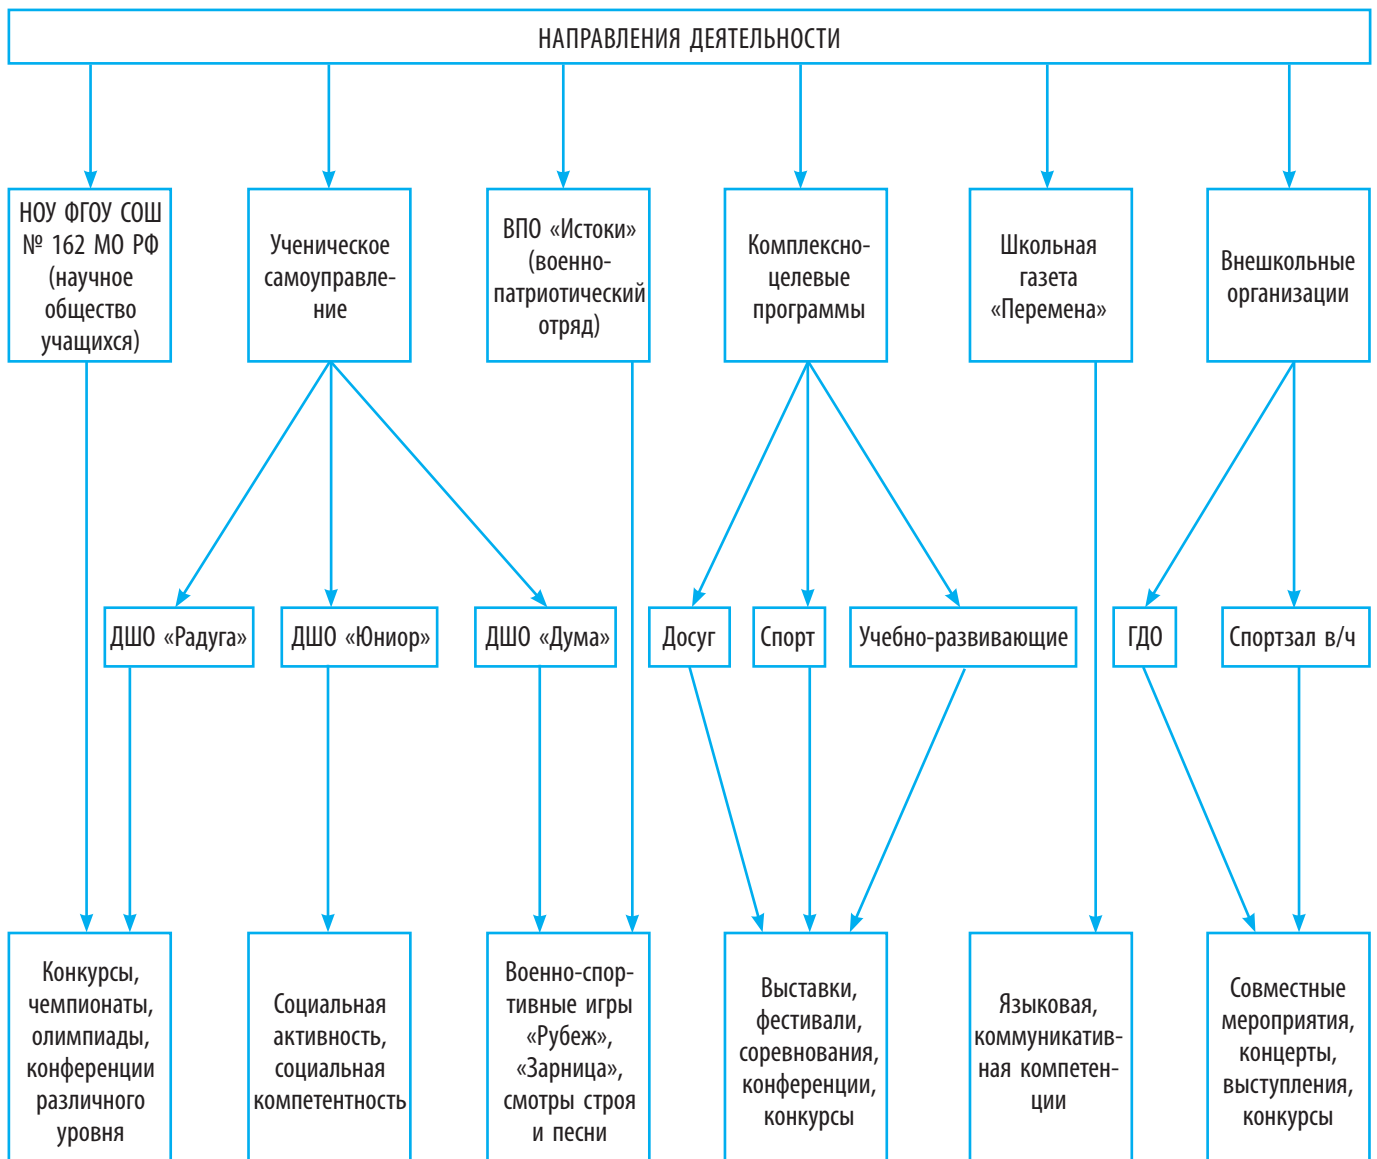 НАПРАВЛЕНИЯ ДЕЯТЕЛЬНОСТИ
НОУ ФГОУ СОШ
№ 162 МО РФ
(научное
общество
учащихся)
Ученическое
самоуправле-
ние
ВПО «Истоки»
(военно-
патриотический
отряд)
Комплексно-
целевые
программы
Школьная
газета
«Перемена»
Внешкольные
организации
ДШО «Радуга»
ДШО «Юниор»
ДШО «Дума»
Досуг
Спорт
Учебно-развивающие
ГДО
Спортзал в/ч
Конкурсы,
чемпионаты,
олимпиады,
конференции
различного
уровня
Социальная
активность,
социальная
компетентность
Военно-спор-
тивные игры
«Рубеж»,
«Зарница»,
смотры строя
и песни
Выставки,
фестивали,
соревнования,
конференции,
конкурсы
Языковая,
коммуникатив-
ная компетен-
ции
Совместные
мероприятия,
концерты,
выступления,
конкурсы